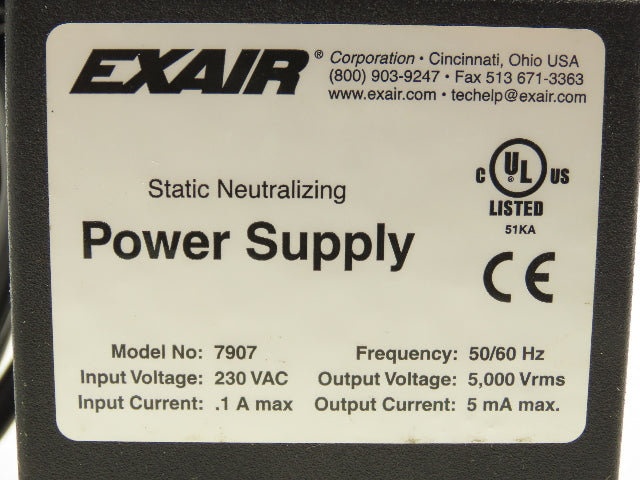 EXAIR® Corporation • Cincinnati, Ohio USA
(800) 903-9247 • Fax 513 671-3363
www.exair.com • techelp@exair.com
Static Neutralizing
Power Supply
C UL® US
LISTED
51KA
CE
Model No: 7907
Input Voltage: 230 VAC
Input Current: .1 A max
Frequency: 50/60 Hz
Output Voltage: 5,000 Vrms
Output Current: 5 mA max.